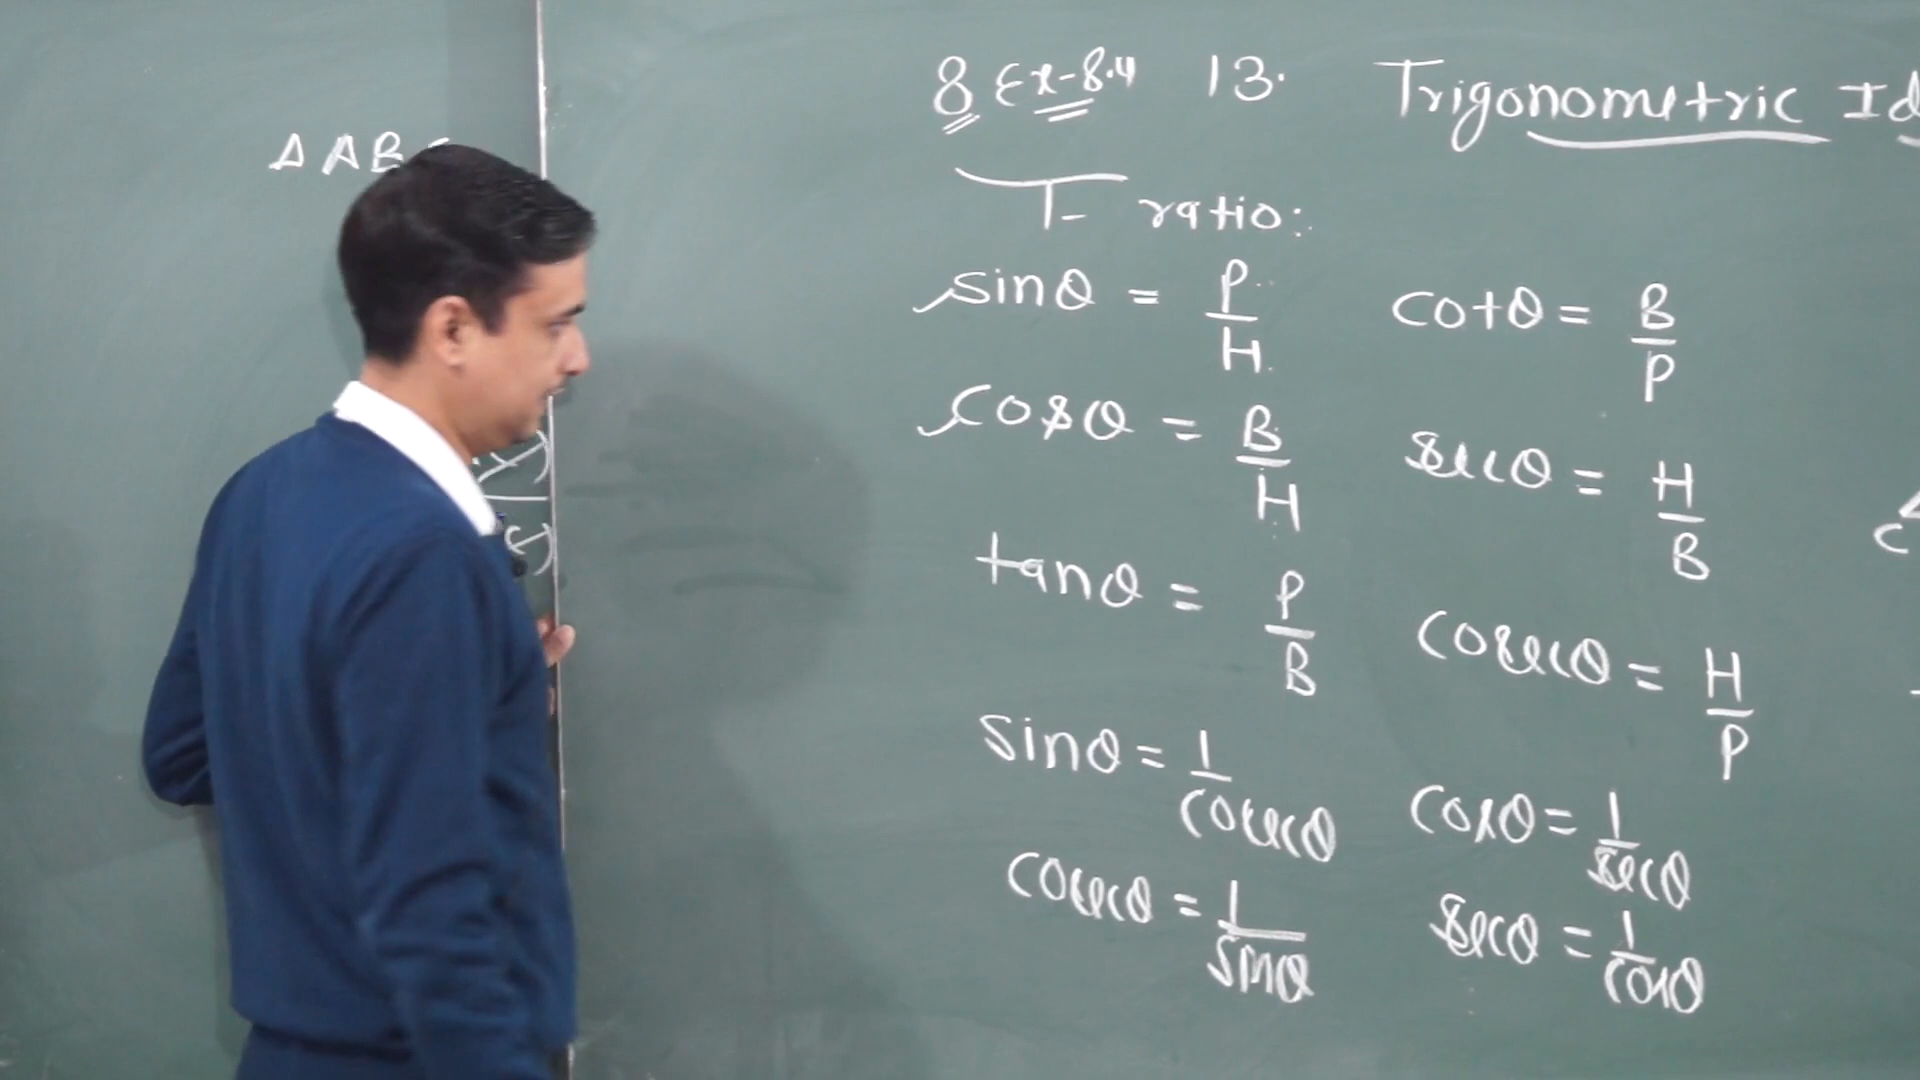 Δ AB
8 Ex-8.4 13. Trigonometric Id
T- ratio:
sinθ = P/H
cotθ = B/P
cosθ = B/H
secθ = H/B
tanθ = P/B
cosecθ = H/P
sinθ = 1/cosecθ
cosθ = 1/secθ
cosecθ = 1/sinθ
secθ = 1/cosθ
C